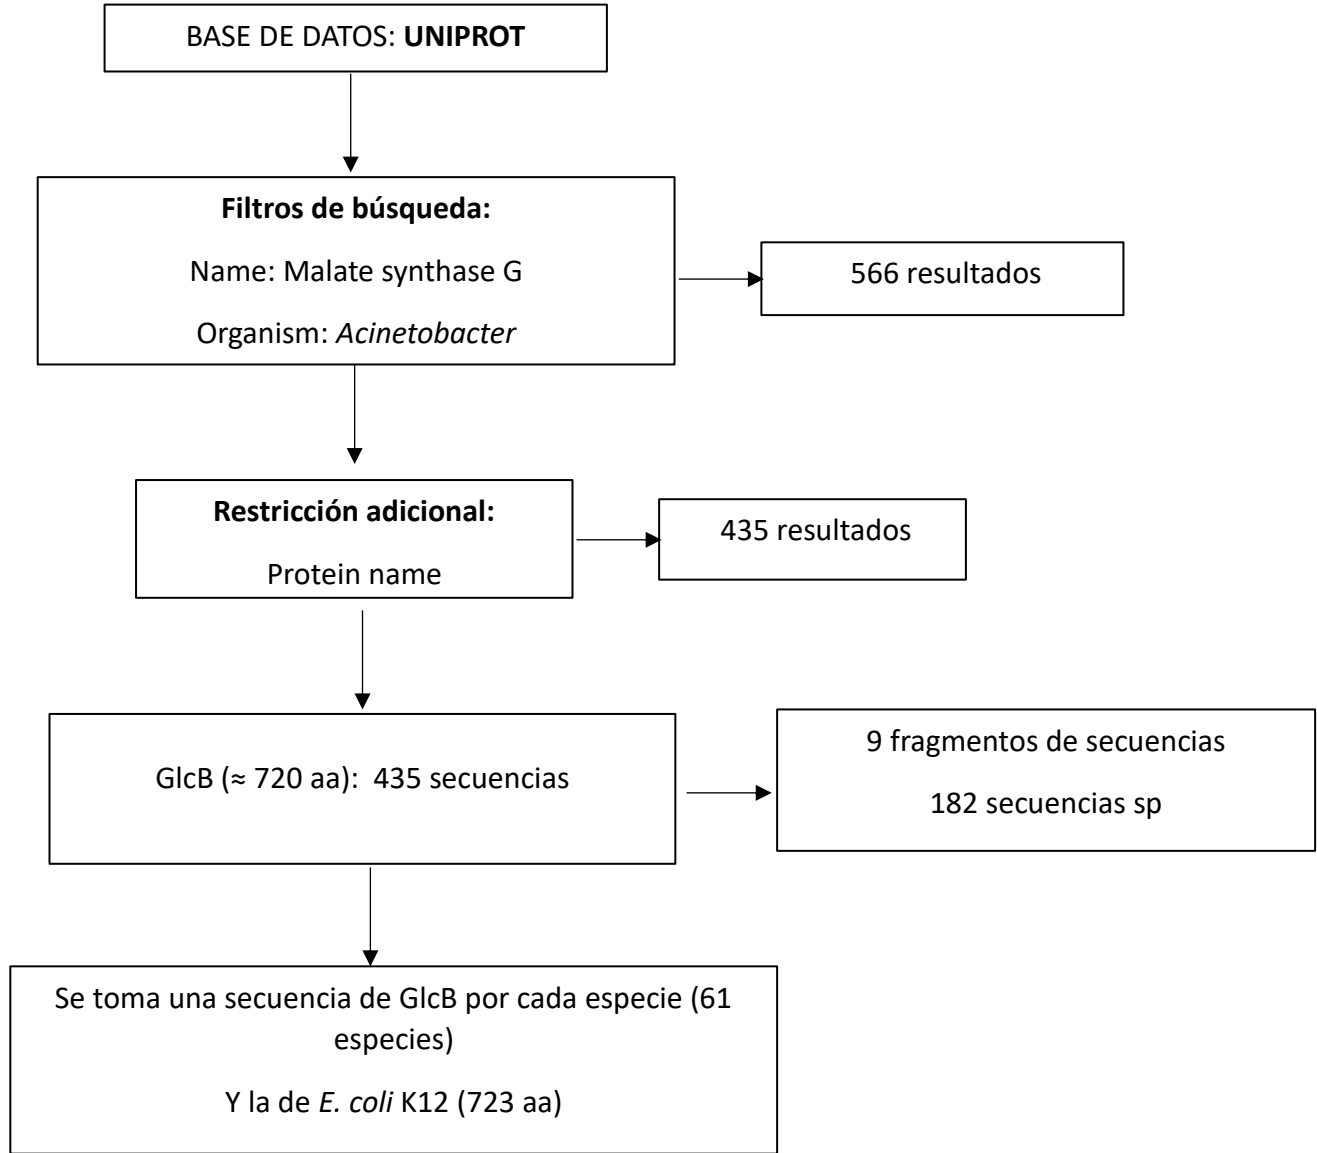 BASE DE DATOS: UNIPROT
Filtros de búsqueda:
Name: Malate synthase G
Organism: Acinetobacter
566 resultados
Restricción adicional:
Protein name
435 resultados
GlcB (≈ 720 aa):  435 secuencias
9 fragmentos de secuencias
182 secuencias sp
Se toma una secuencia de GlcB por cada especie (61
especies)
Y la de E. coli K12 (723 aa)